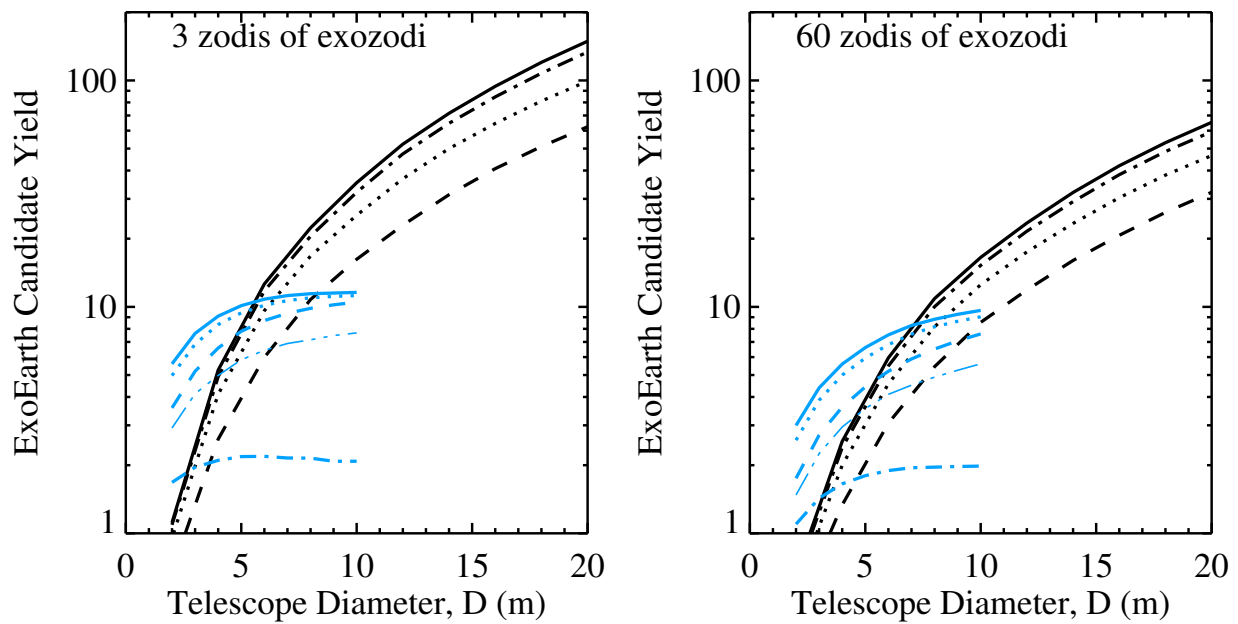 3 zodis of exozodi
ExoEarth Candidate Yield
100
10
1
0 5 10 15 20
Telescope Diameter, D (m)
60 zodis of exozodi
ExoEarth Candidate Yield
100
10
1
0 5 10 15 20
Telescope Diameter, D (m)